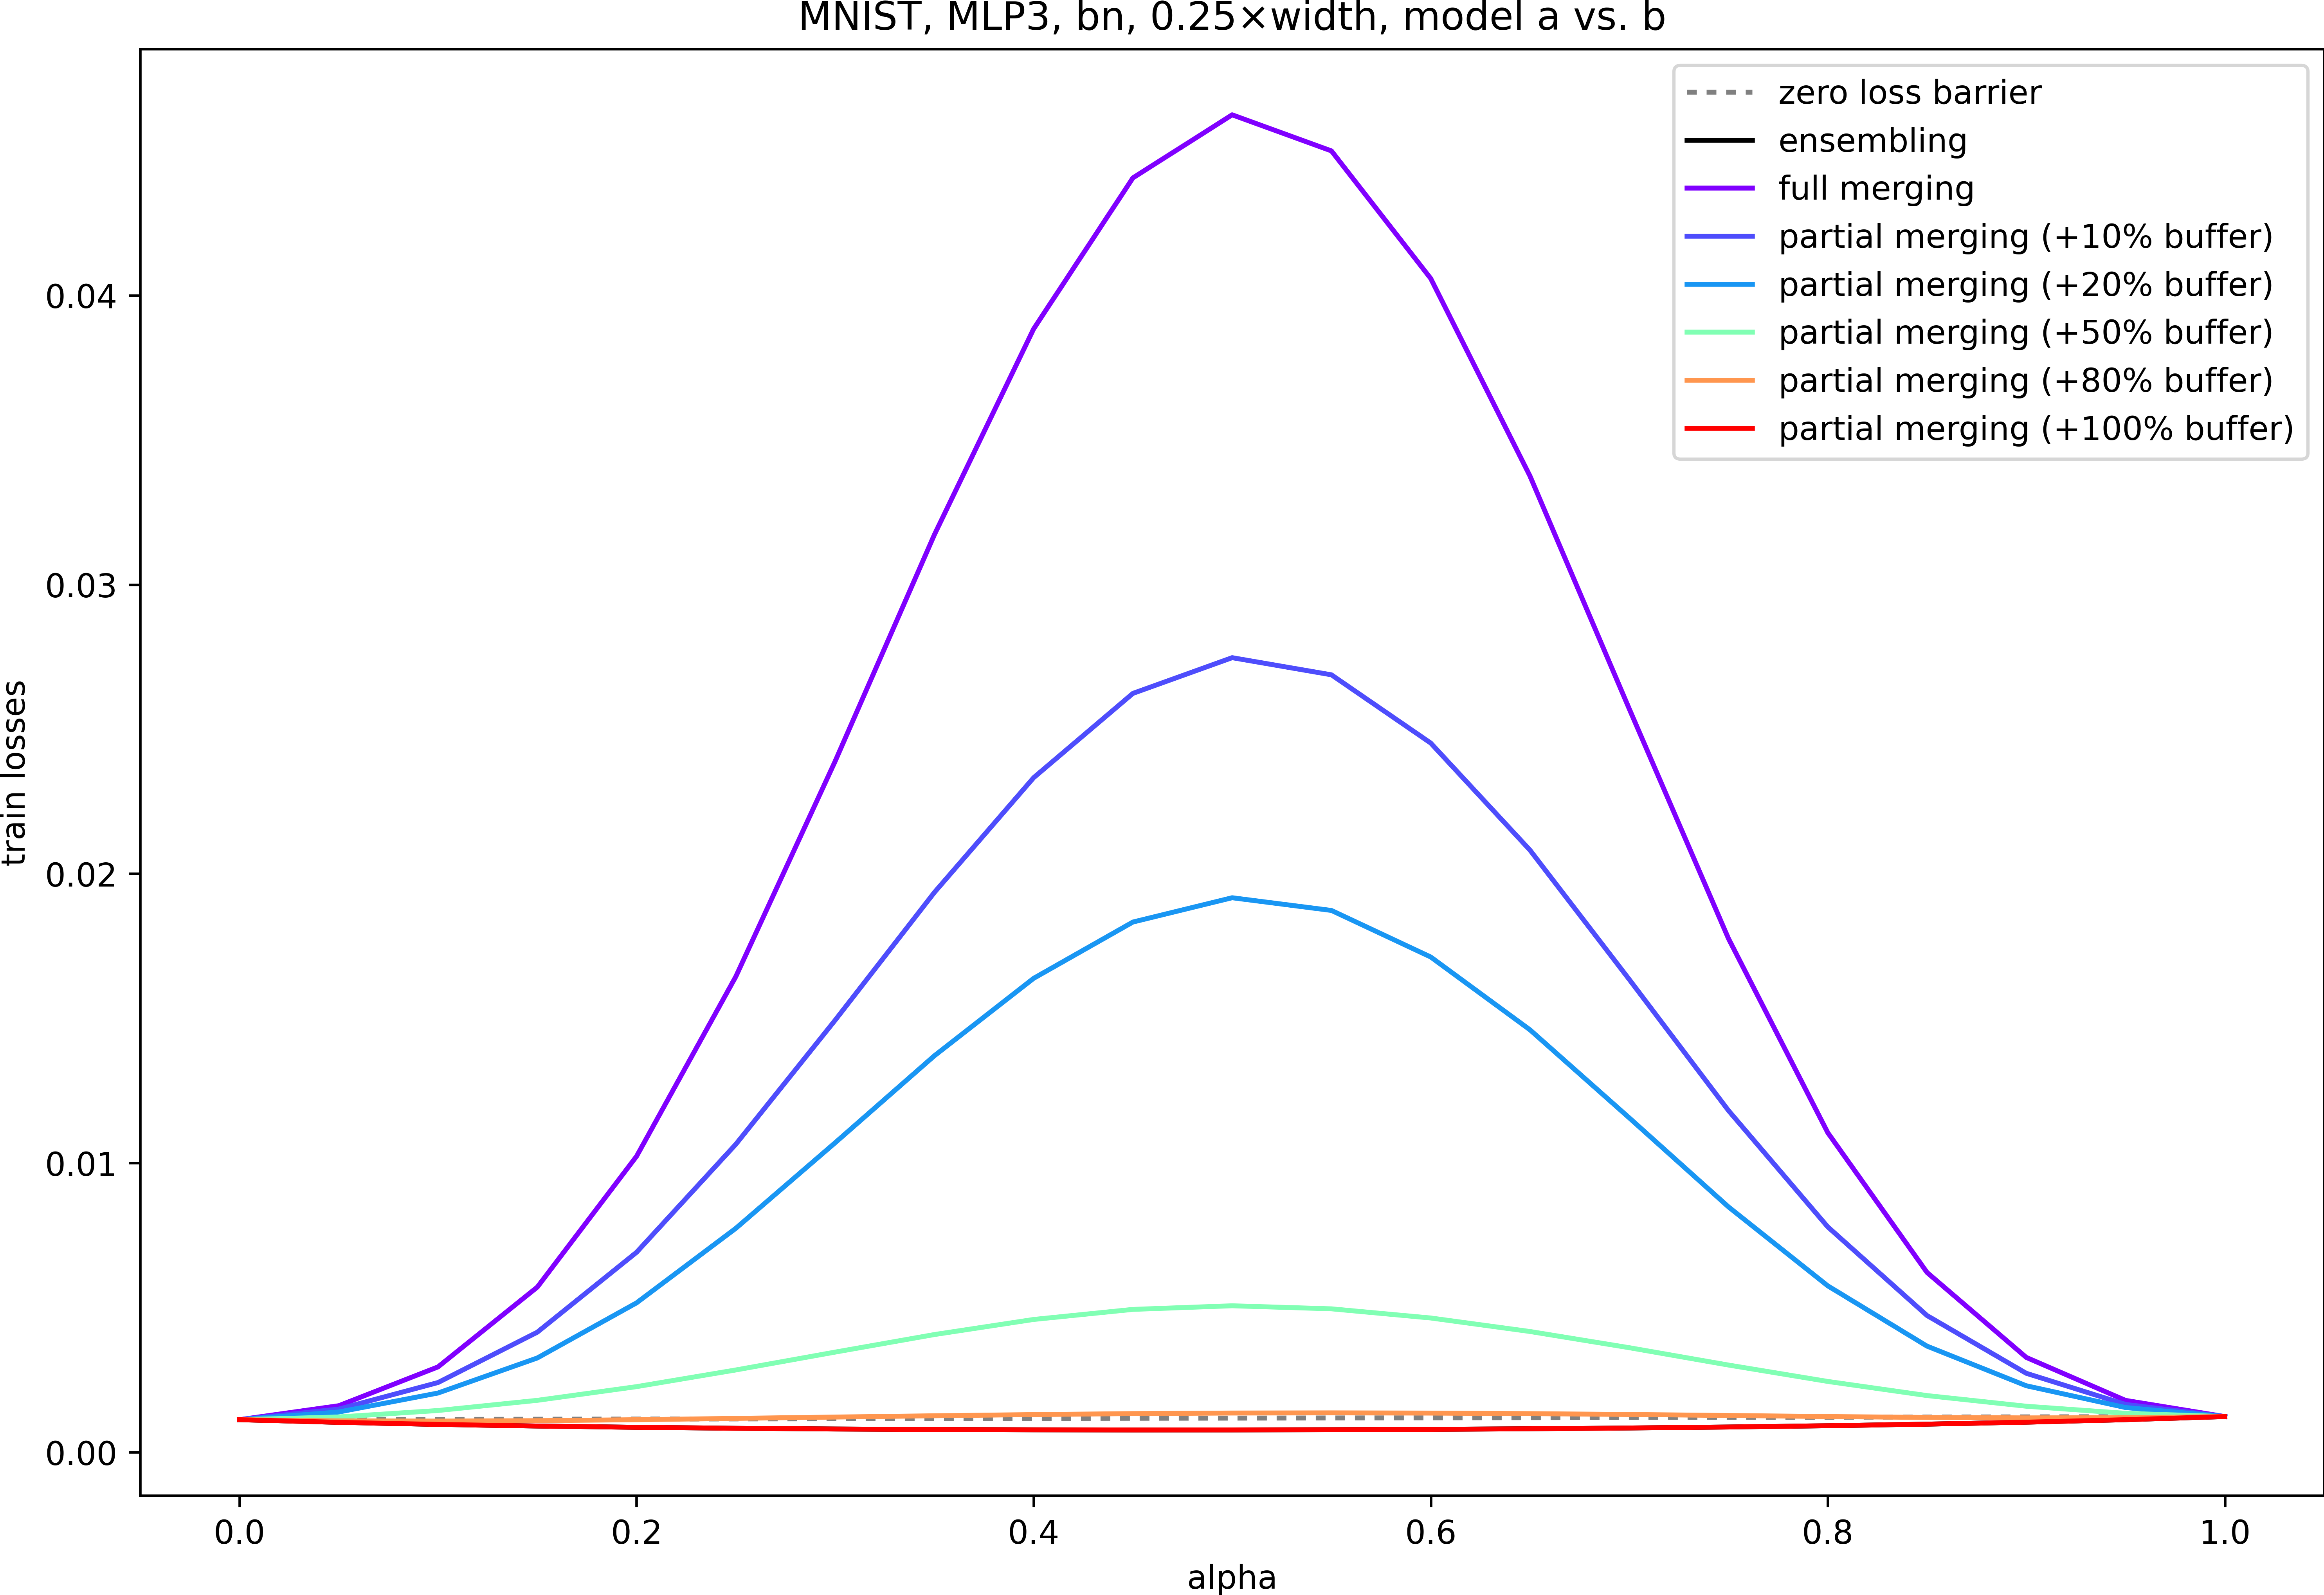 MNIST, MLP3, bn, 0.25×width, model a vs. b
zero loss barrier
ensembling
full merging
partial merging (+10% buffer)
partial merging (+20% buffer)
partial merging (+50% buffer)
partial merging (+80% buffer)
partial merging (+100% buffer)
train losses
0.04
0.03
0.02
0.01
0.00
0.0 0.2 0.4 0.6 0.8 1.0
alpha